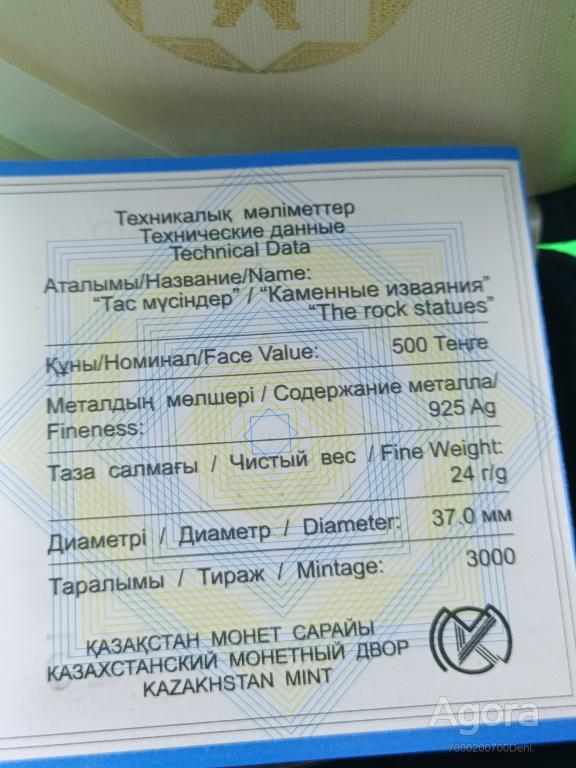 Техникалық мәліметтер
Технические данные
Technical Data
Аталымы/Название/Name:
“Тас мүсіндер” / “Каменные изваяния”
“The rock statues”
Құны/Номинал/Face Value: 500 Теңге
Металдың мөлшері / Содержание металла/
Fineness: 925 Ag
Таза салмағы / Чистый вес / Fine Weight:
24 г/g
Диаметрі / Диаметр / Diameter: 37.0 мм
Таралымы / Тираж / Mintage: 3000
ҚАЗАҚСТАН МОНЕТ САРАЙЫ
КАЗАХСТАНСКИЙ МОНЕТНЫЙ ДВОР
KAZAKHSTAN MINT
Agora
7000200700Deni.